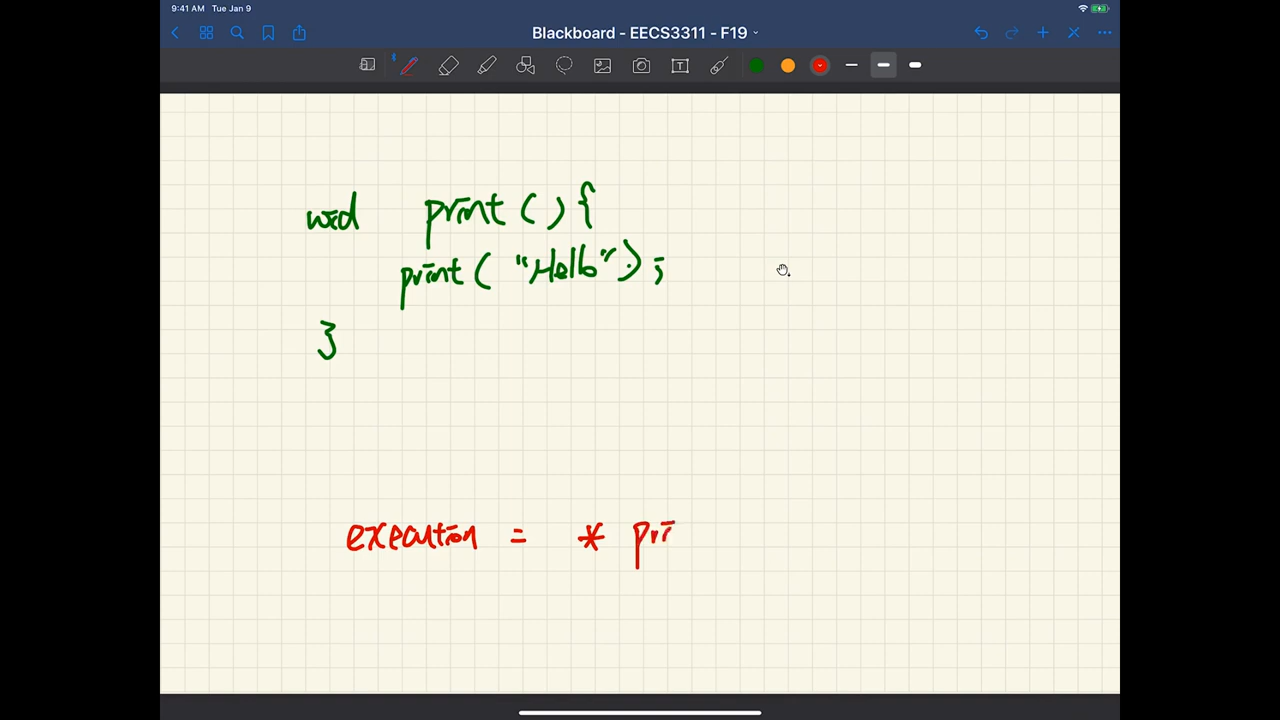 9:41 AM Tue Jan 9
Blackboard - EECS3311 - F19
void print () {
print ( "Hello" ) ;
}
execution = * pri